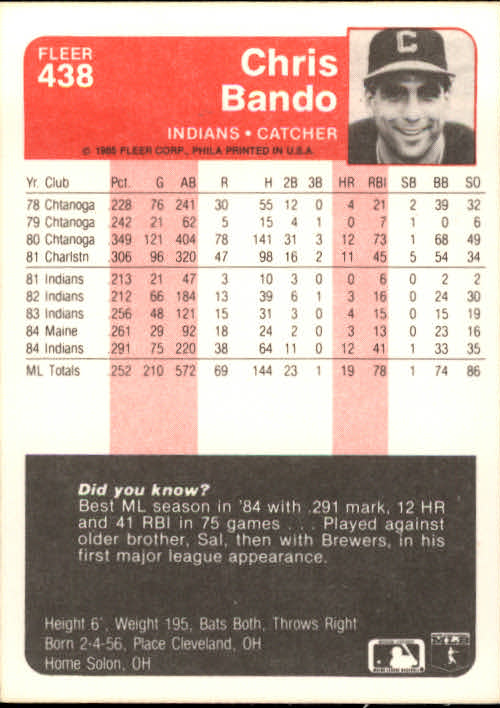 FLEER
438
Chris
Bando
INDIANS • CATCHER
© 1985 FLEER CORP., PHILA PRINTED IN U.S.A.
C
Yr. Club Pct. G AB R H 2B 3B HR RBI SB BB SO
78 Chtanoga .228 76 241 30 55 12 0 4 21 2 39 32
79 Chtanoga .242 21 62 5 15 4 1 0 7 1 0 6
80 Chtanoga .349 121 404 78 141 31 3 12 73 1 68 49
81 Charlstn .306 96 320 47 98 16 2 11 45 5 54 34
81 Indians .213 21 47 3 10 3 0 0 6 0 2 2
82 Indians .212 66 184 13 39 6 1 3 16 0 24 30
83 Indians .256 48 121 15 31 3 0 4 15 0 15 19
84 Maine .261 29 92 18 24 2 0 3 13 0 23 16
84 Indians .291 75 220 38 64 11 0 12 41 1 33 35
ML Totals .252 210 572 69 144 23 1 19 78 1 74 86
Did you know?
Best ML season in '84 with .291 mark, 12 HR
and 41 RBI in 75 games . . . Played against
older brother, Sal, then with Brewers, in his
first major league appearance.
Height 6', Weight 195, Bats Both, Throws Right
Born 2-4-56, Place Cleveland, OH
Home Solon, OH